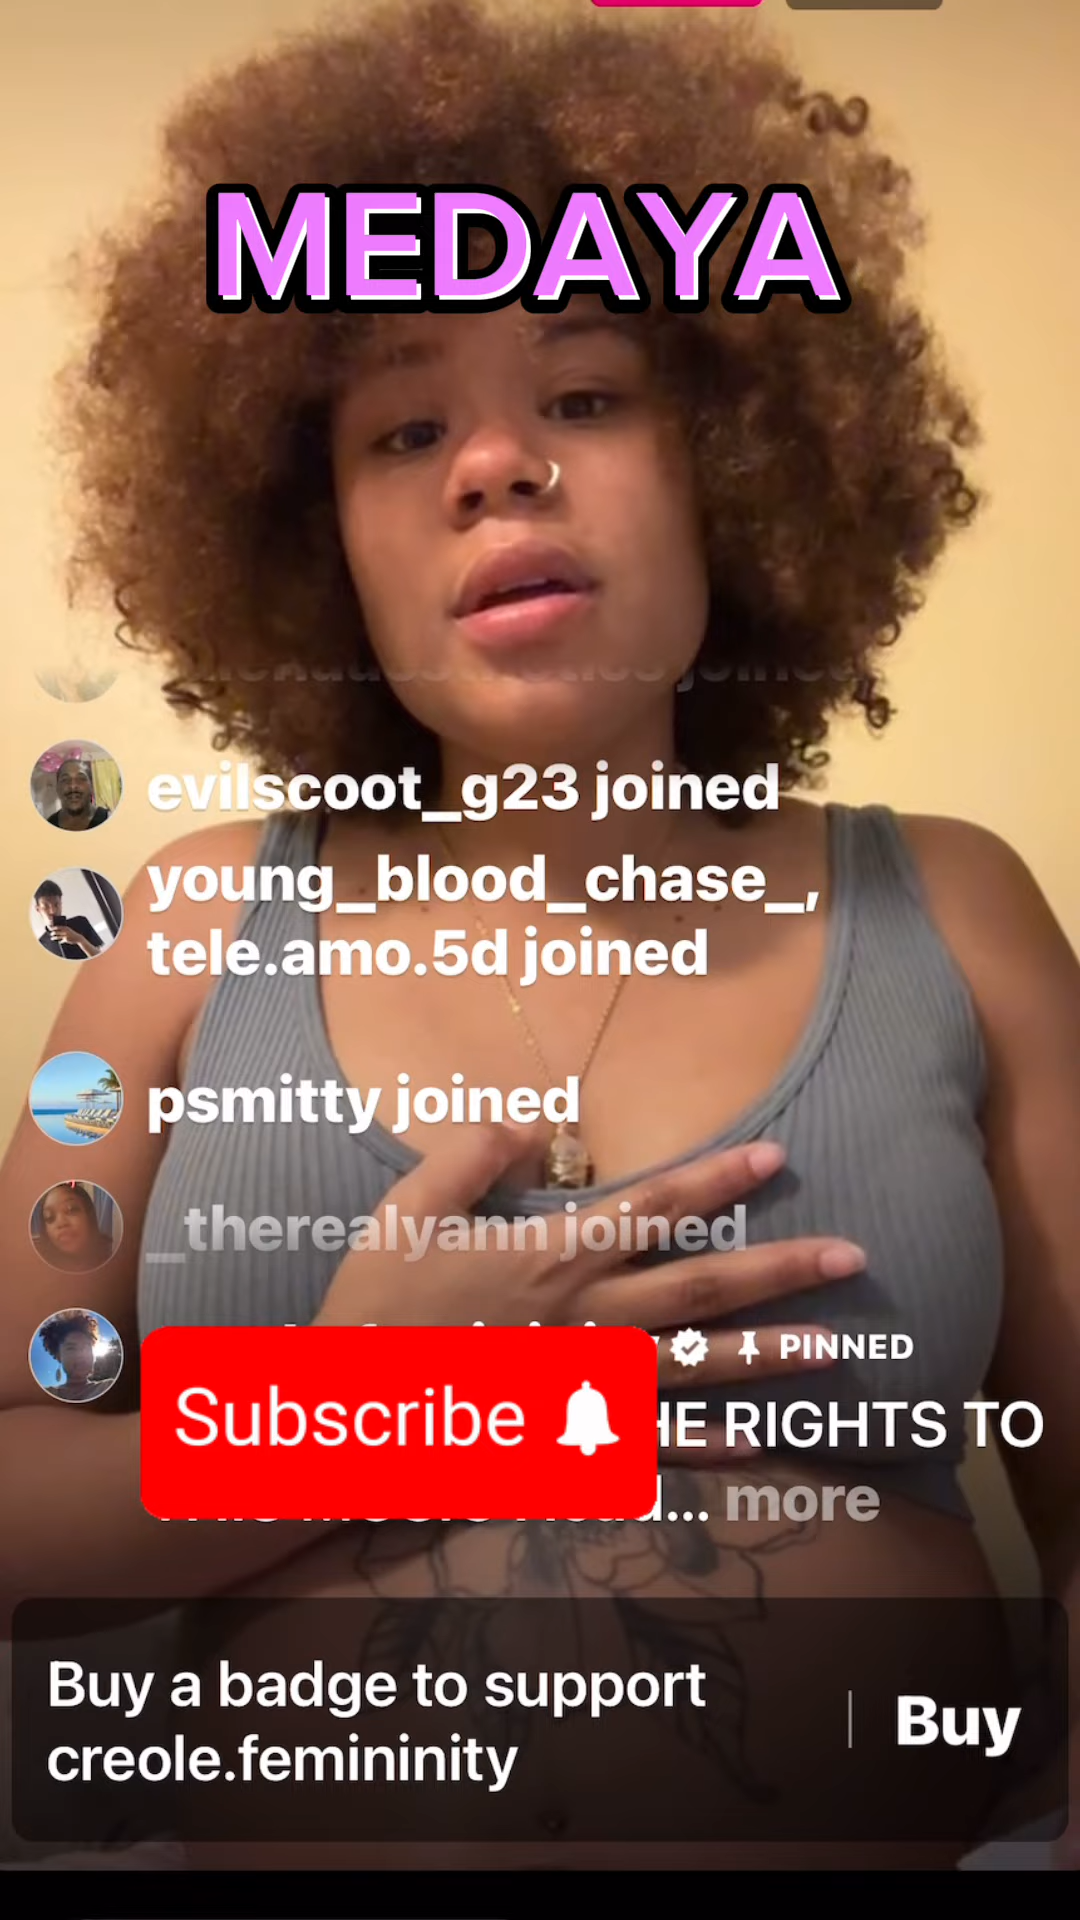 MEDAYA
joined
evilscoot_g23 joined
young_blood_chase_,
tele.amo.5d joined
psmitty joined
_therealyann joined
PINNED
Subscribe
RIGHTS TO
... more
Buy a badge to support
creole.femininity
Buy